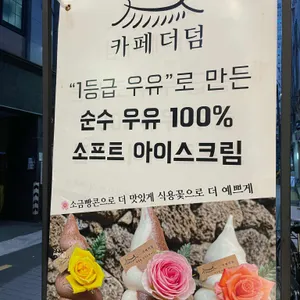 카페더덤
"1등급 우유"로 만든
순수 우유 100%
소프트 아이스크림
소금빵콘으로 더 맛있게 식용꽃으로 더 예쁘게